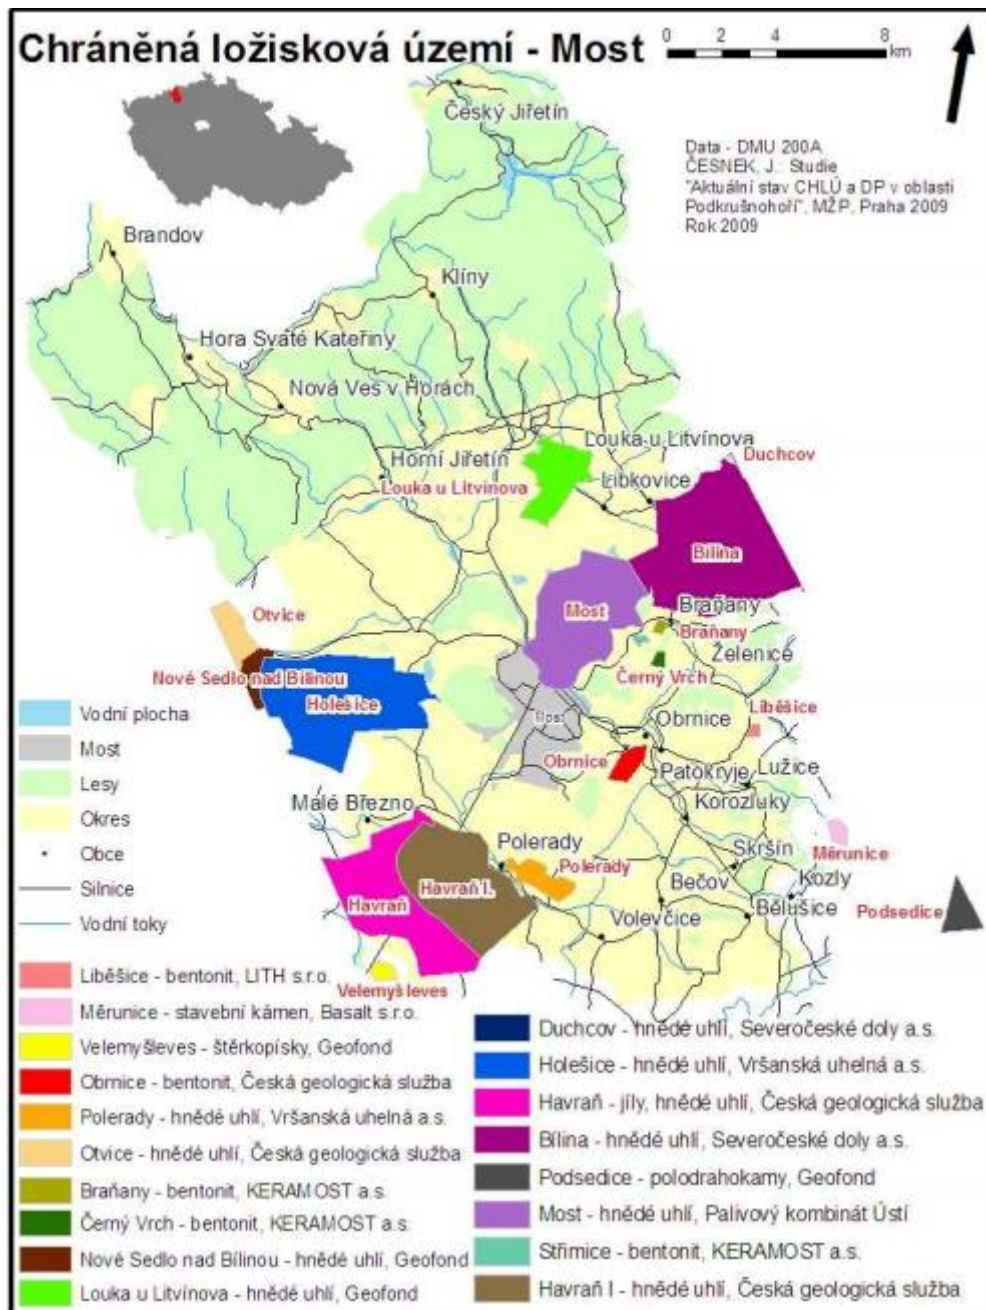 Chráněná ložisková území - Most
0 2 4 8
km
Data - DMU 200A
ČESNEK, J.: Studie
"Aktuální stav CHLÚ a DP v oblasti
Podkrušnohoří", MŽP, Praha 2009
Rok 2009
Český Jiřetín
Brandov
Klíny
Hora Svaté Kateřiny
Nová Ves v Horách
Louka u Litvínova
Duchcov
Horní Jiřetín
Louka u Litvínova
Libkovice
Bílina
Most
Braňany
Braňany
Otvice
Želenice
Černý Vrch
Nové Sedlo nad Bílinou
Holešice
Liběšice
Most
Obrnice
Obrnice
Patokryje
Lužice
Korozluky
Malé Březno
Polerady
Polerady
Skršín
Měrunice
Havraň I.
Havraň
Bečov
Kozly
Bělušice
Podsedice
Volevčice
Velemyšleves
Vodní plocha
Most
Lesy
Okres
Obce
Silnice
Vodní toky
Liběšice - bentonit, LITH s.r.o.
Měrunice - stavební kámen, Basalt s.r.o.
Velemyšleves - štěrkopísky, Geofond
Obrnice - bentonit, Česká geologická služba
Polerady - hnědé uhlí, Vršanská uhelná a.s.
Otvice - hnědé uhlí, Česká geologická služba
Braňany - bentonit, KERAMOST a.s.
Černý Vrch - bentonit, KERAMOST a.s.
Nové Sedlo nad Bílinou - hnědé uhlí, Geofond
Louka u Litvínova - hnědé uhlí, Geofond
Duchcov - hnědé uhlí, Severočeské doly a.s.
Holešice - hnědé uhlí, Vršanská uhelná a.s.
Havraň - jíly, hnědé uhlí, Česká geologická služba
Bílina - hnědé uhlí, Severočeské doly a.s.
Podsedice - polodrahokamy, Geofond
Most - hnědé uhlí, Palivový kombinát Ústí
Střimice - bentonit, KERAMOST a.s.
Havraň I - hnědé uhlí, Česká geologická služba